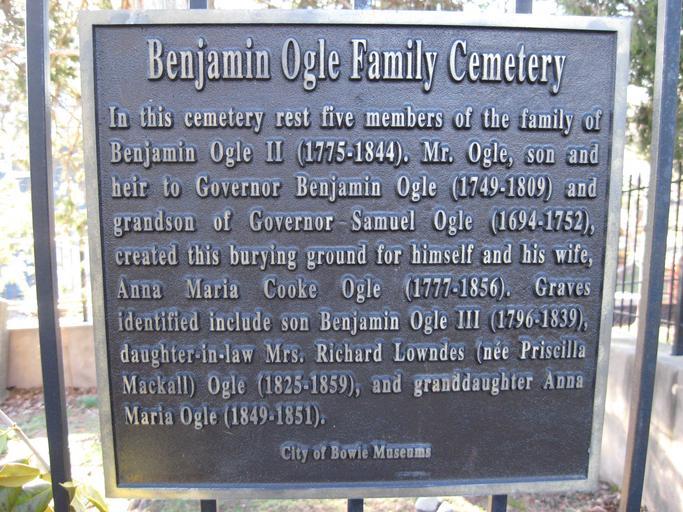 Benjamin Ogle Family Cemetery
In this cemetery rest five members of the family of
Benjamin Ogle II (1775-1844). Mr. Ogle, son and
heir to Governor Benjamin Ogle (1749-1809) and
grandson of Governor Samuel Ogle (1694-1752),
created this burying ground for himself and his wife,
Anna Maria Cooke Ogle (1777-1856). Graves
identified include son Benjamin Ogle III (1796-1839),
daughter-in-law Mrs. Richard Lowndes (née Priscilla
Mackall) Ogle (1825-1859), and granddaughter Anna
Maria Ogle (1849-1851).
City of Bowie Museums